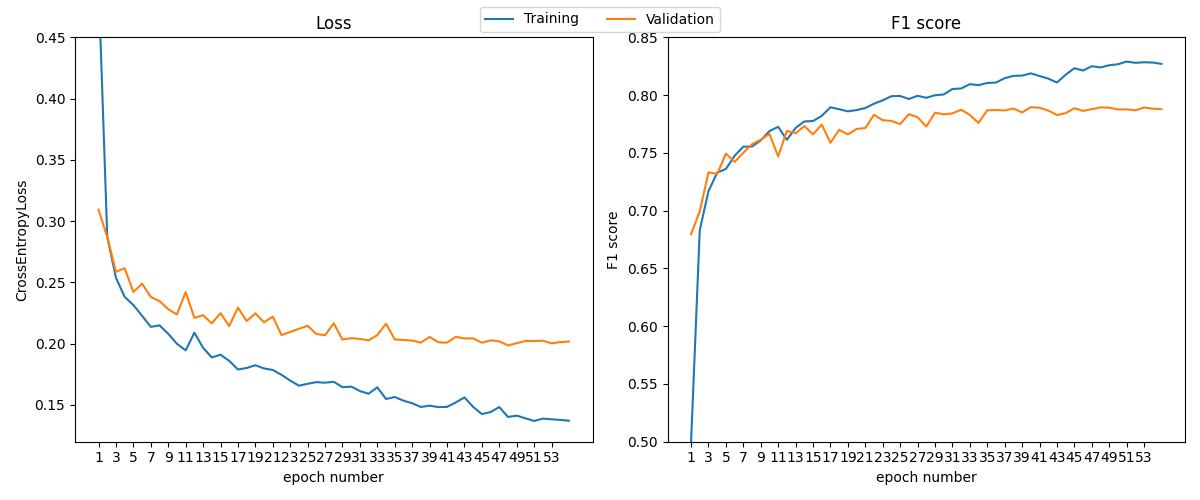 Training
Validation
Loss
0.45
0.40
0.35
0.30
0.25
0.20
0.15
CrossEntropyLoss
1 3 5 7 9 11 13 15 17 19 21 23 25 27 29 31 33 35 37 39 41 43 45 47 49 51 53
epoch number
F1 score
0.85
0.80
0.75
0.70
0.65
0.60
0.55
0.50
F1 score
1 3 5 7 9 11 13 15 17 19 21 23 25 27 29 31 33 35 37 39 41 43 45 47 49 51 53
epoch number